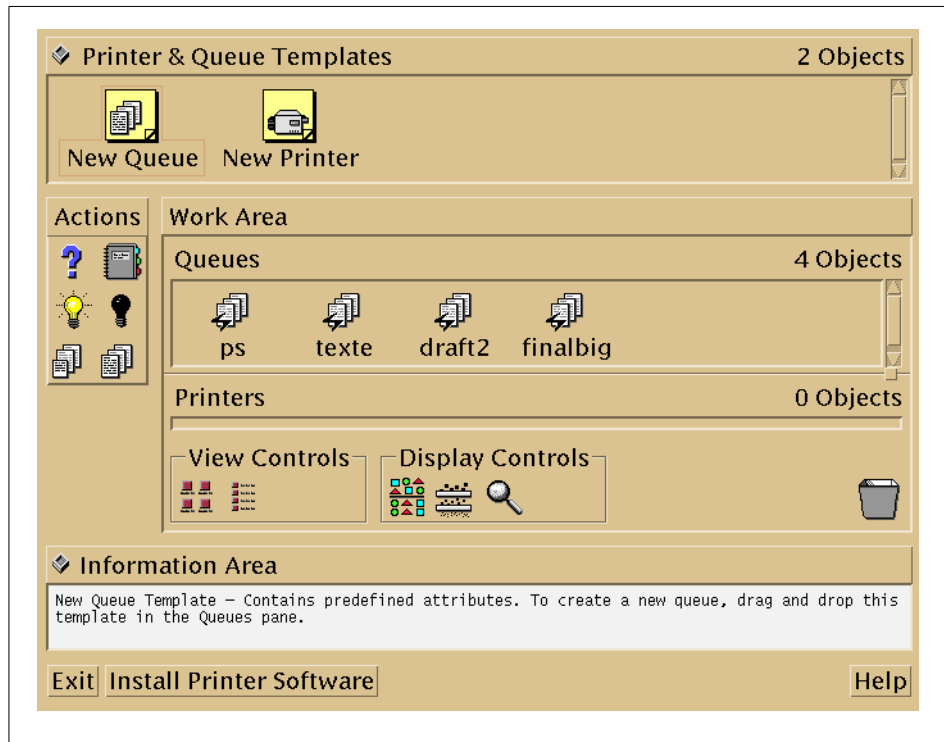 Printer & Queue Templates 2 Objects
New Queue New Printer
Actions Work Area
Queues 4 Objects
ps texte draft2 finalbig
Printers 0 Objects
View Controls Display Controls
Information Area
New Queue Template – Contains predefined attributes. To create a new queue, drag and drop this
template in the Queues pane.
Exit Install Printer Software Help